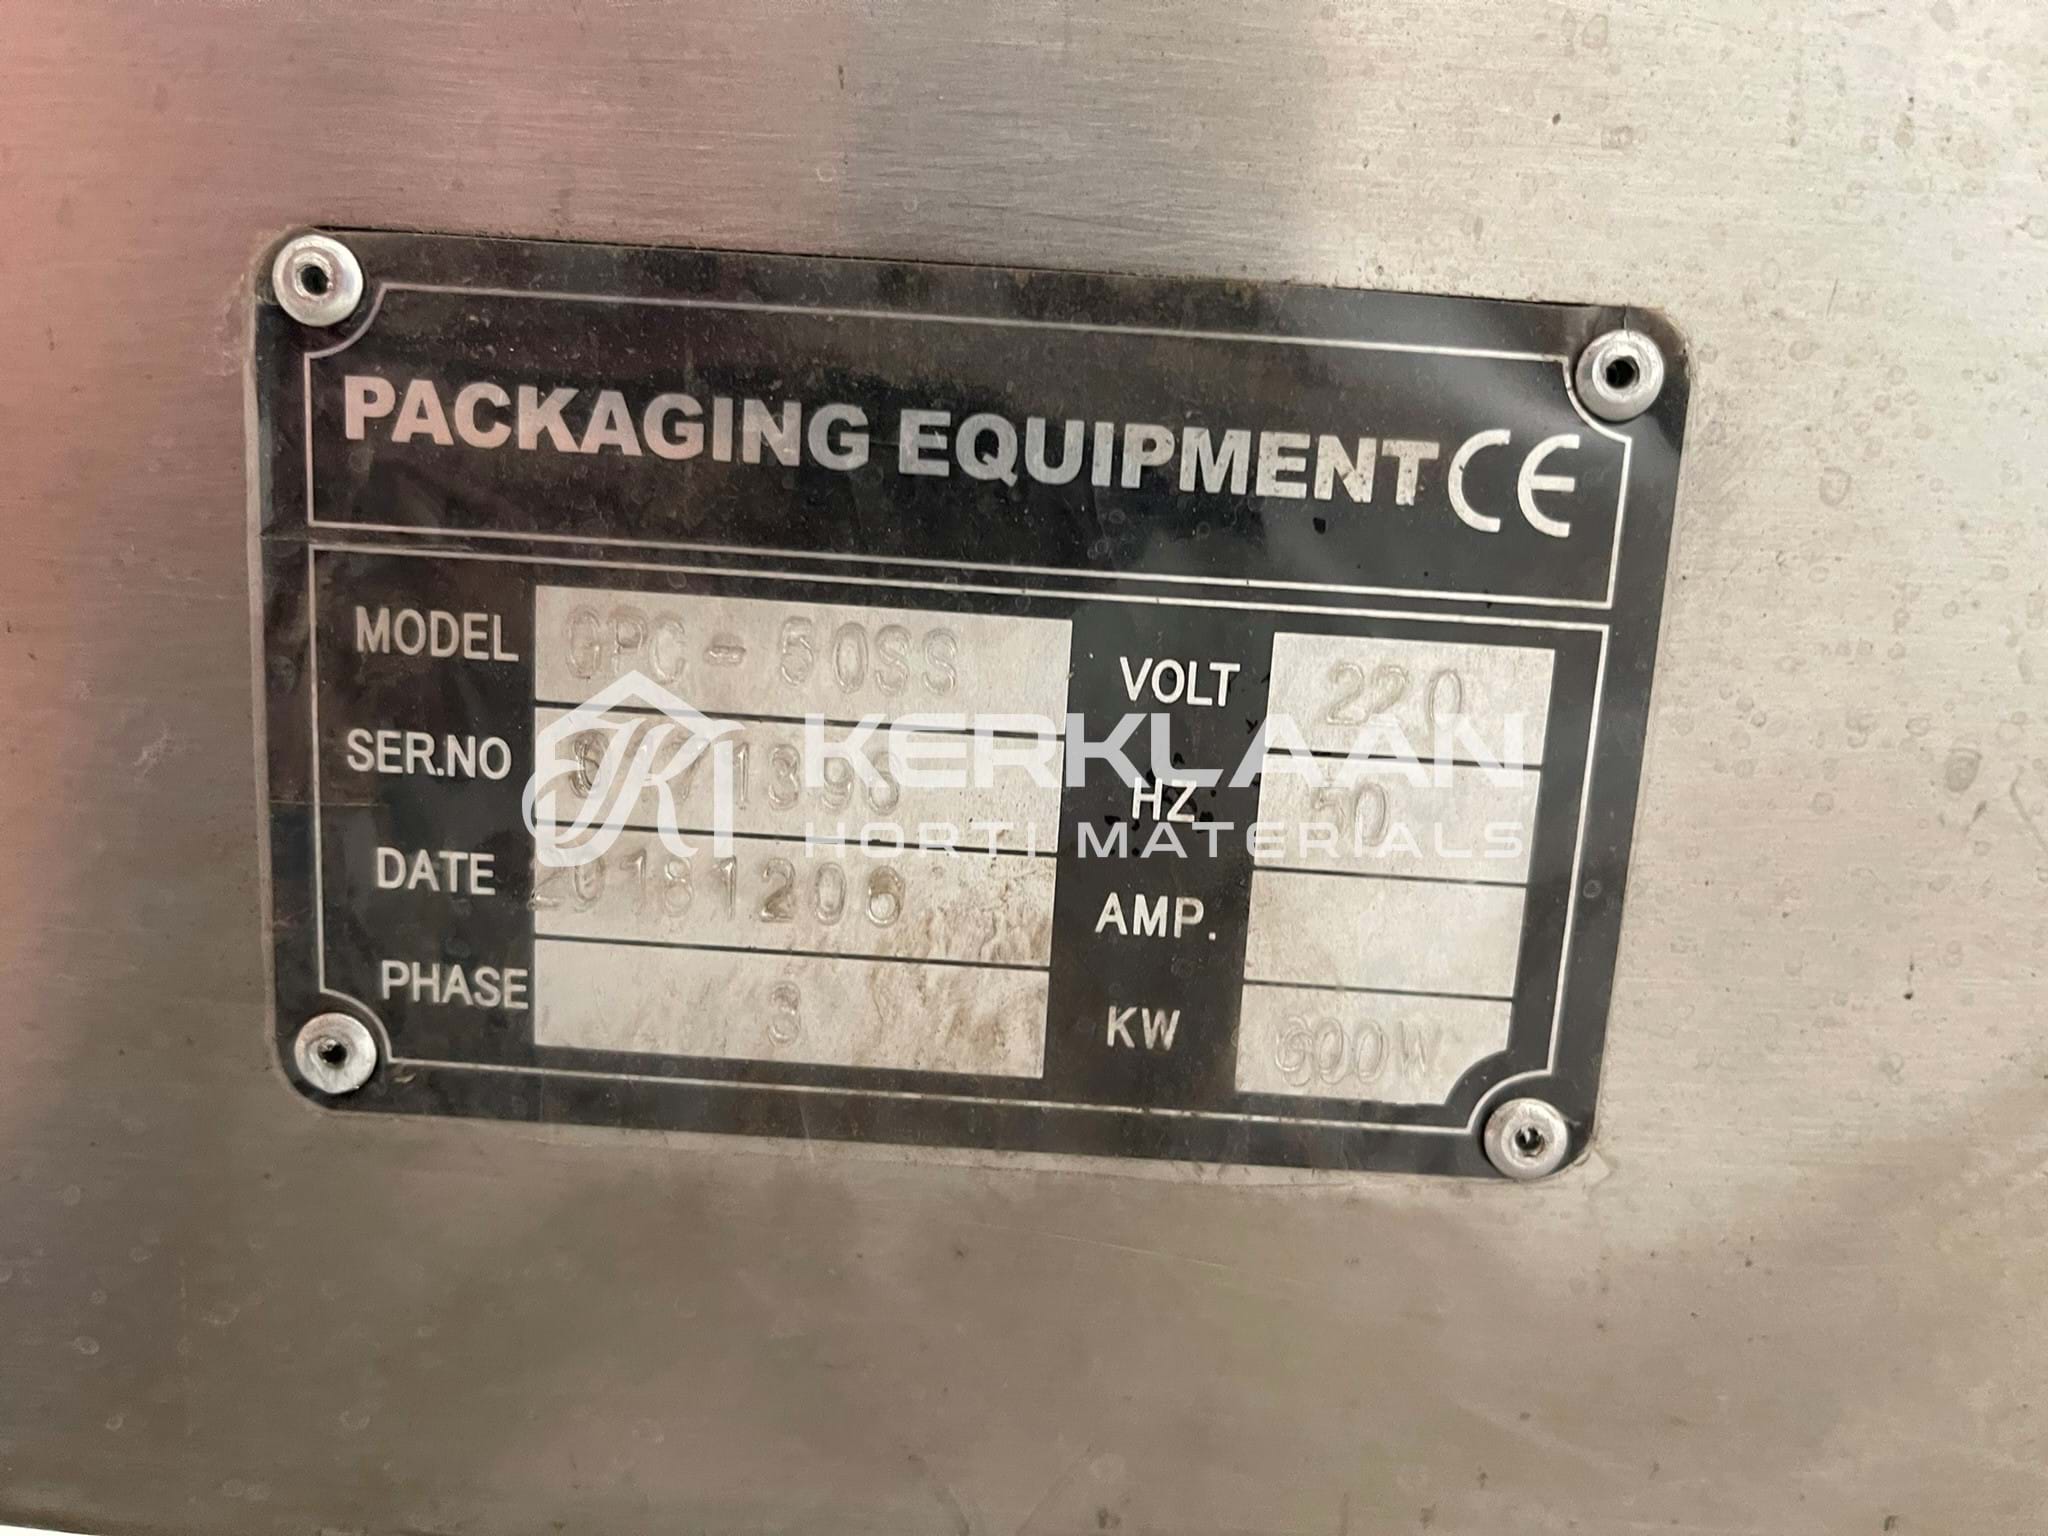 PACKAGING EQUIPMENT CE
MODEL GPC-50SS
SER.NO
DATE 20181206
PHASE 3
VOLT 220
HZ 50
AMP.
KW 600W
KERKLAAN
HORTI MATERIALS